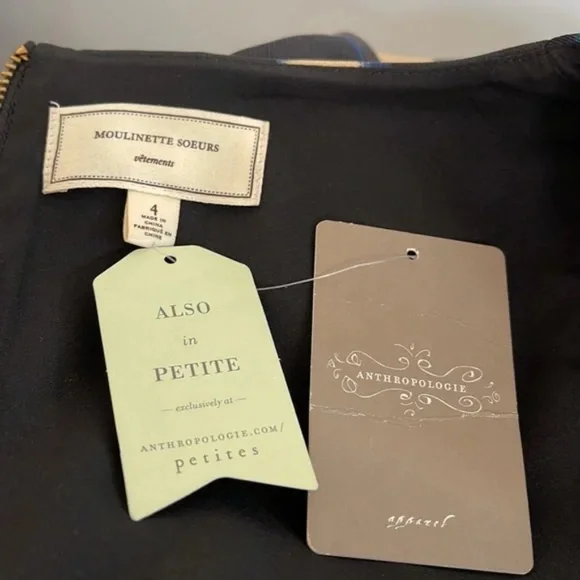 MOULINETTE SOEURS
vêtements
4
MADE IN
CHINA
FABRIQUÉ EN
CHINE
ALSO
in
PETITE
— exclusively at —
ANTHROPOLOGIE.COM/
petites
ANTHROPOLOGIE
apparel